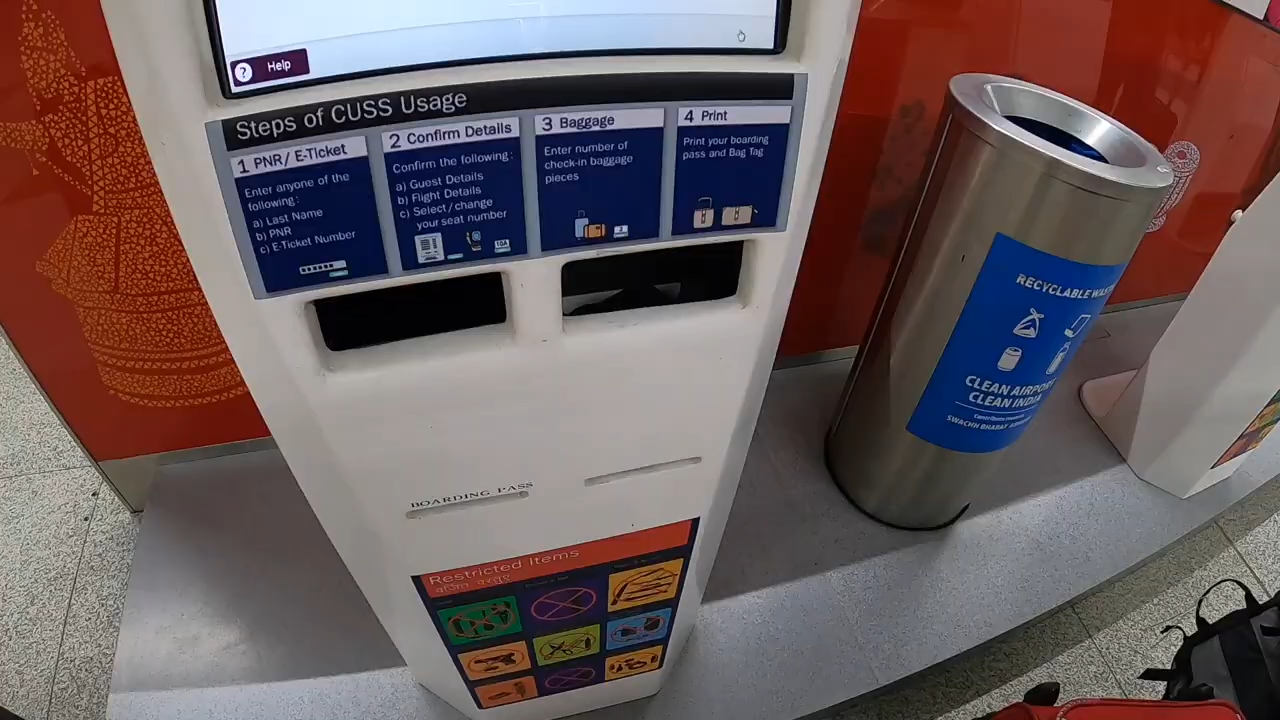 ? Help
Steps of CUSS Usage
1 PNR/ E-Ticket
Enter anyone of the
following:
a) Last Name
b) PNR
c) E-Ticket Number
2 Confirm Details
Confirm the following:
a) Guest Details
b) Flight Details
c) Select/change
your seat number
10A
3 Baggage
Enter number of
check-in baggage
pieces
4 Print
Print your boarding
pass and Bag Tag
BOARDING PASS
Restricted Items
RECYCLABLE
CLEAN AIRPORT
CLEAN INDIA
SWACHH BHARAT